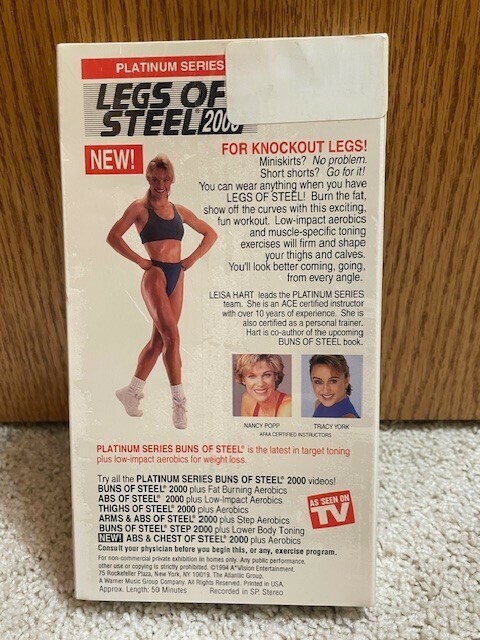 PLATINUM SERIES
LEGS OF
STEEL® 2000
NEW!
FOR KNOCKOUT LEGS!
Miniskirts? No problem.
Short shorts? Go for it!
You can wear anything when you have
LEGS OF STEEL! Burn the fat,
show off the curves with this exciting,
fun workout. Low-impact aerobics
and muscle-specific toning
exercises will firm and shape
your thighs and calves.
You'll look better coming, going,
from every angle.
LEISA HART leads the PLATINUM SERIES
team. She is an ACE certified instructor
with over 10 years of experience. She is
also certified as a personal trainer.
Hart is co-author of the upcoming
BUNS OF STEEL book.
NANCY POPP
TRACY YORK
AFAA CERTIFIED INSTRUCTORS
PLATINUM SERIES BUNS OF STEEL® is the latest in target toning
plus low-impact aerobics for weight loss.
Try all the PLATINUM SERIES BUNS OF STEEL® 2000 videos!
BUNS OF STEEL® 2000 plus Fat Burning Aerobics
ABS OF STEEL® 2000 plus Low-Impact Aerobics
THIGHS OF STEEL® 2000 plus Aerobics
ARMS & ABS OF STEEL® 2000 plus Step Aerobics
BUNS OF STEEL® STEP 2000 plus Lower Body Toning
NEW! ABS & CHEST OF STEEL® 2000 plus Aerobics
AS SEEN ON
TV
Consult your physician before you begin this, or any, exercise program.
For non-commercial private exhibition in homes only. Any public performance,
other use or copying is strictly prohibited. ©1994 A*Vision Entertainment.
75 Rockefeller Plaza, New York, NY 10019. The Atlantic Group.
A Warner Music Group Company. All Rights Reserved. Printed in USA.
Approx. Length: 50 Minutes Recorded in SP. Stereo